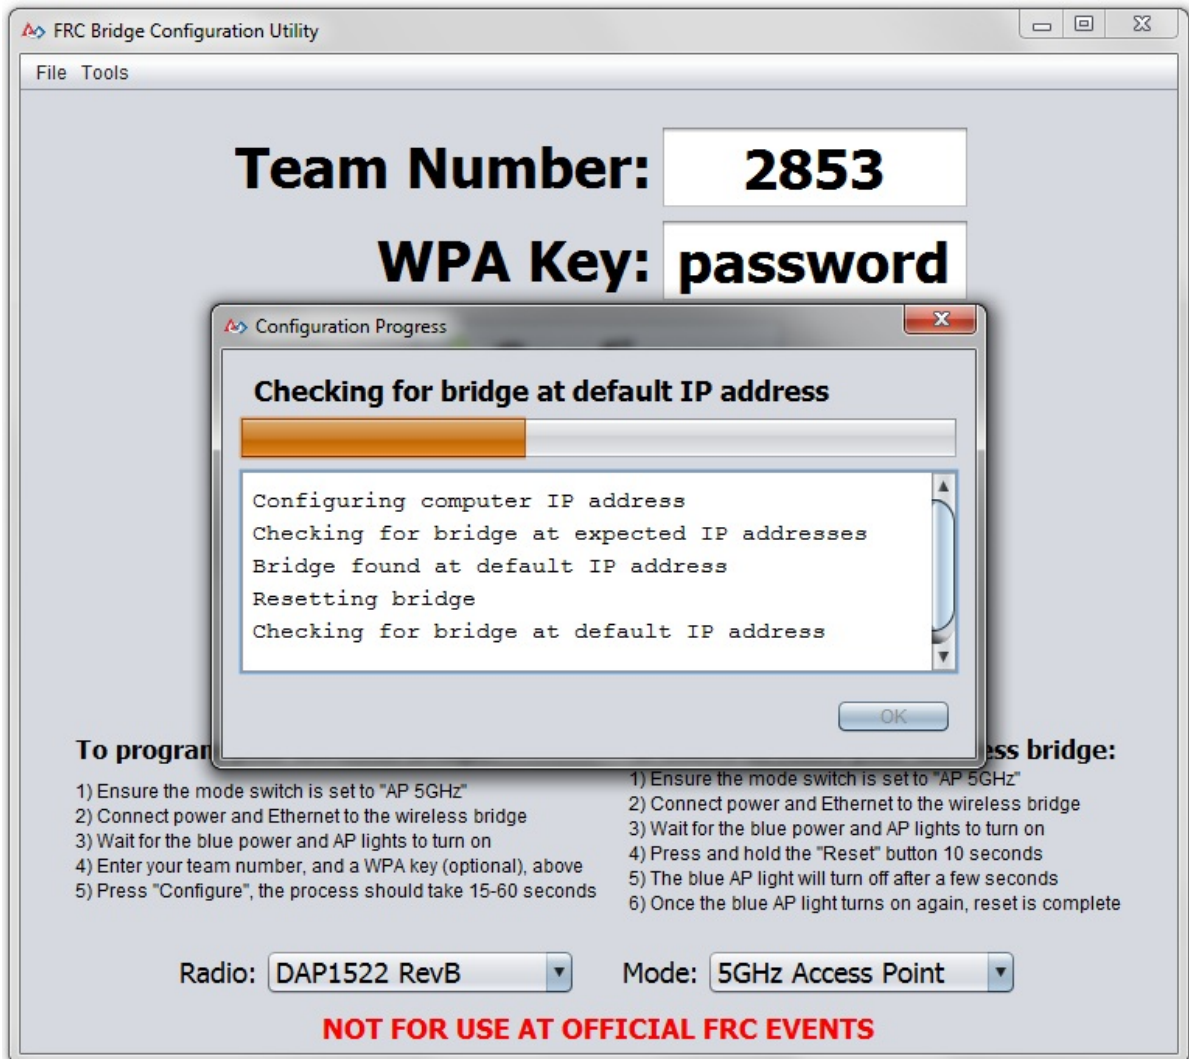 FRC Bridge Configuration Utility
File Tools
Team Number: 2853
WPA Key: password
Configuration Progress
Checking for bridge at default IP address
Configuring computer IP address
Checking for bridge at expected IP addresses
Bridge found at default IP address
Resetting bridge
Checking for bridge at default IP address
OK
To program
1) Ensure the mode switch is set to "AP 5GHz"
2) Connect power and Ethernet to the wireless bridge
3) Wait for the blue power and AP lights to turn on
4) Enter your team number, and a WPA key (optional), above
5) Press "Configure", the process should take 15-60 seconds
ess bridge:
1) Ensure the mode switch is set to "AP 5GHz"
2) Connect power and Ethernet to the wireless bridge
3) Wait for the blue power and AP lights to turn on
4) Press and hold the "Reset" button 10 seconds
5) The blue AP light will turn off after a few seconds
6) Once the blue AP light turns on again, reset is complete
Radio: DAP1522 RevB
Mode: 5GHz Access Point
NOT FOR USE AT OFFICIAL FRC EVENTS